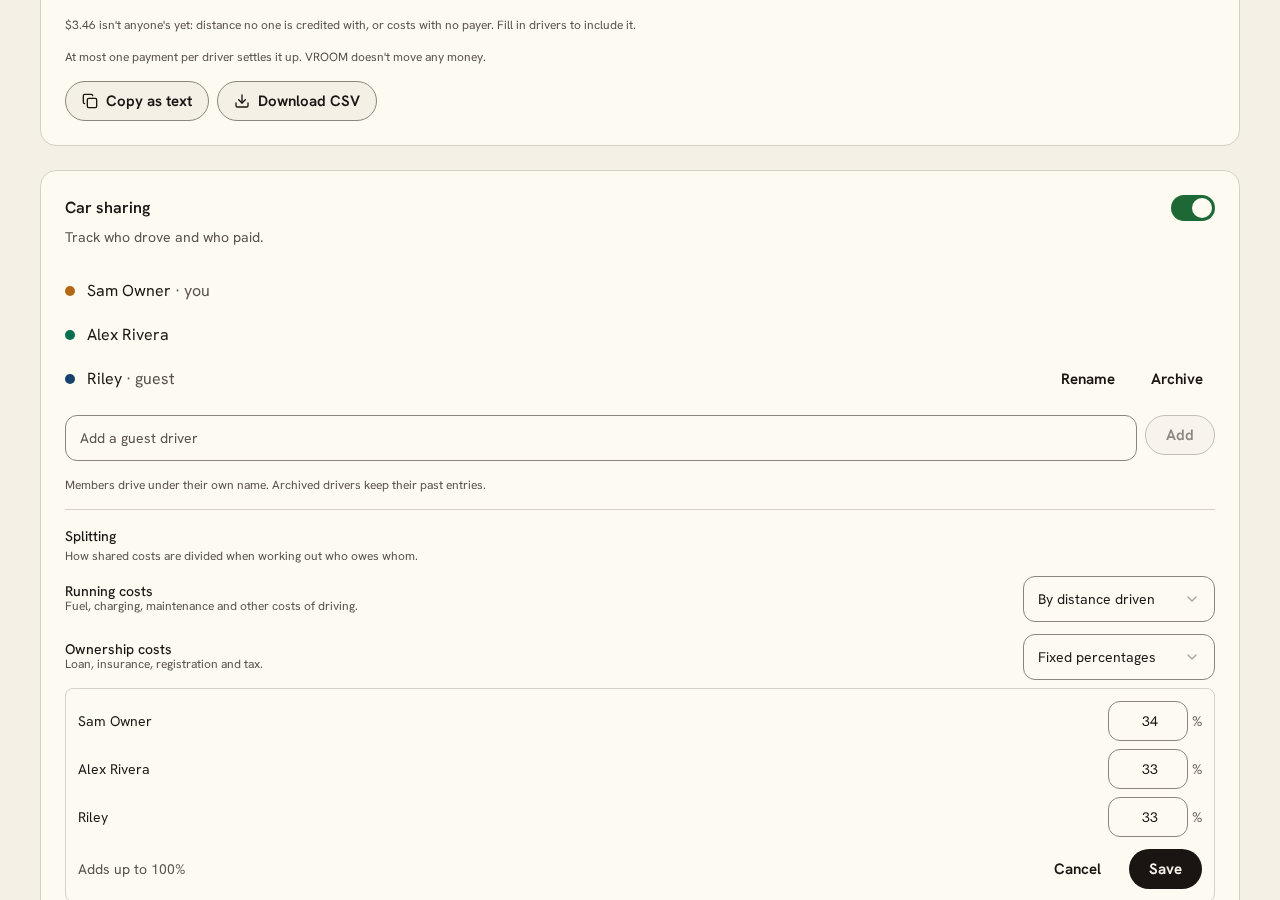 $3.46 isn't anyone's yet: distance no one is credited with, or costs with no payer. Fill in drivers to include it.
At most one payment per driver settles it up. VROOM doesn't move any money.
Copy as text
Download CSV
Car sharing
Track who drove and who paid.
Sam Owner · you
Alex Rivera
Riley · guest
Rename
Archive
Add a guest driver
Add
Members drive under their own name. Archived drivers keep their past entries.
Splitting
How shared costs are divided when working out who owes whom.
Running costs
Fuel, charging, maintenance and other costs of driving.
By distance driven
Ownership costs
Loan, insurance, registration and tax.
Fixed percentages
Sam Owner
34 %
Alex Rivera
33 %
Riley
33 %
Adds up to 100%
Cancel
Save